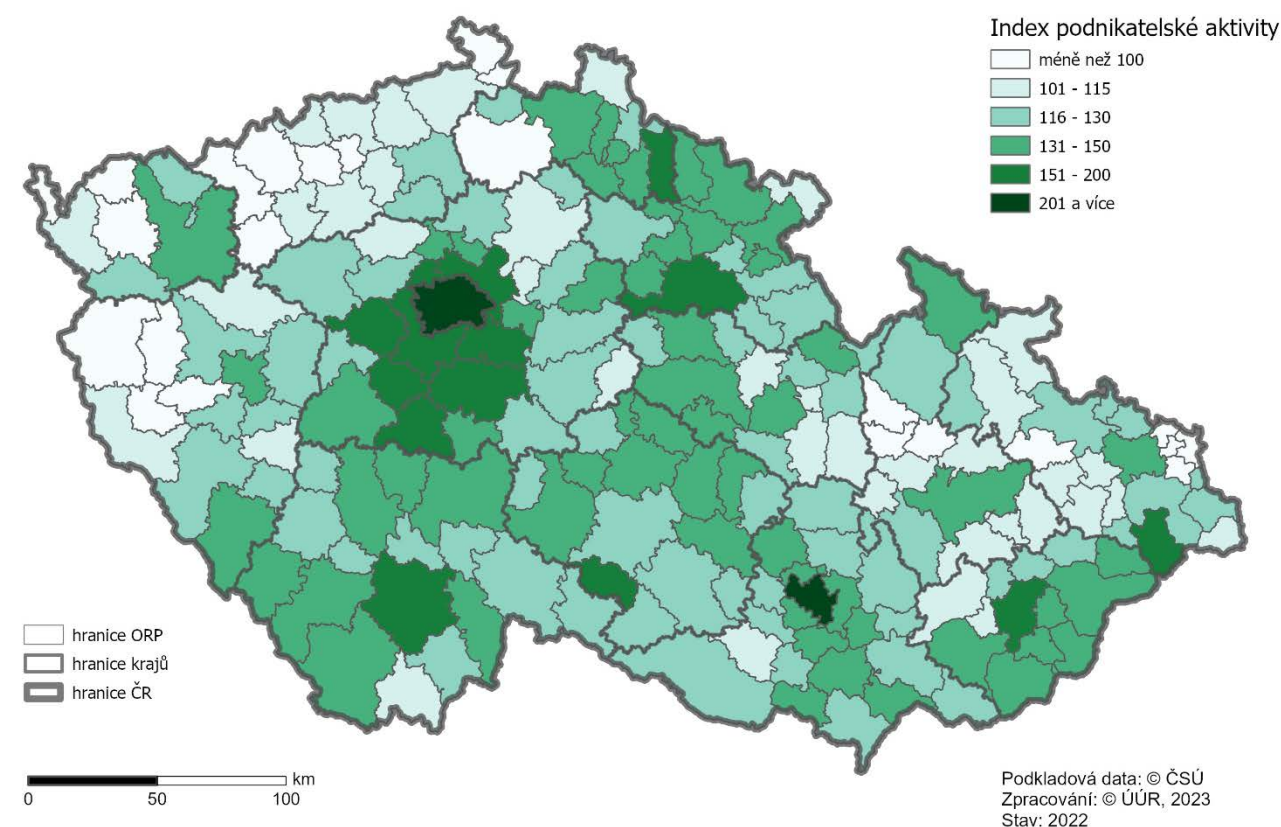 Index podnikatelské aktivity
méně než 100
101 - 115
116 - 130
131 - 150
151 - 200
201 a více
hranice ORP
hranice krajů
hranice ČR
km
0 50 100
Podkladová data: © ČSÚ
Zpracování: © ÚÚR, 2023
Stav: 2022